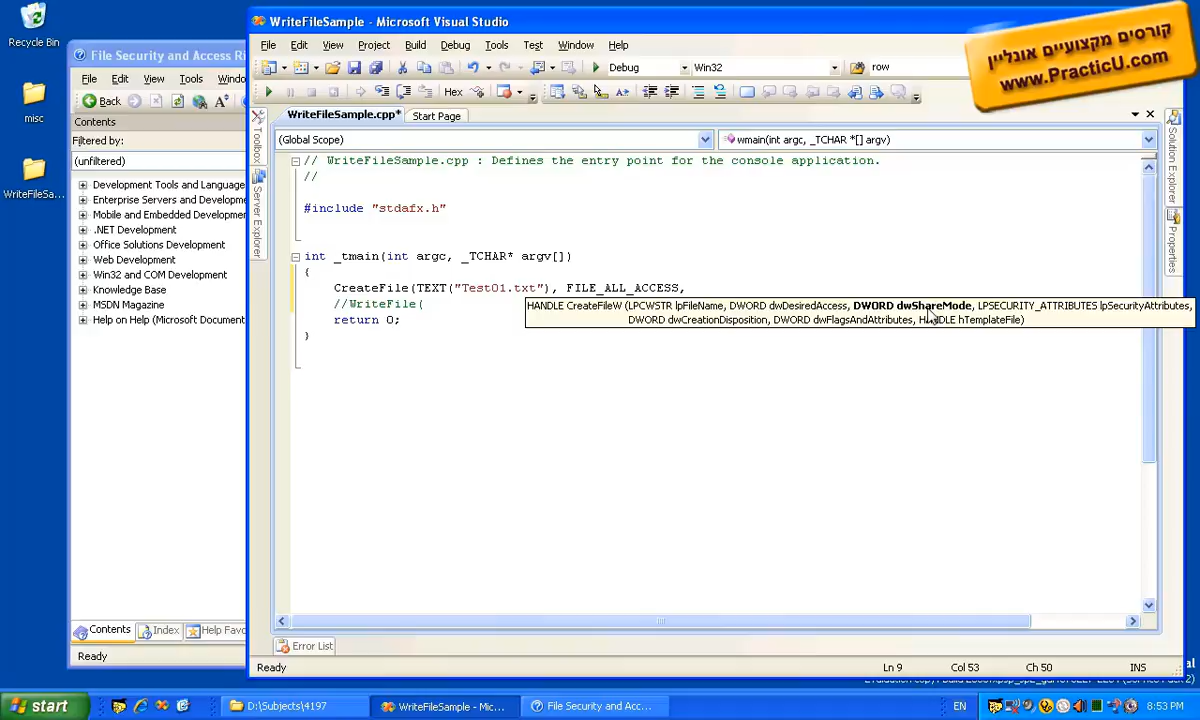 Recycle Bin
misc
WriteFileSa...
File Security and Access Ri
File Edit View Tools Windo
Back
Contents
Filtered by:
(unfiltered)
Development Tools and Language
Enterprise Servers and Developme
Mobile and Embedded Developmen
.NET Development
Office Solutions Development
Web Development
Win32 and COM Development
Knowledge Base
MSDN Magazine
Help on Help (Microsoft Document
Contents Index Help Favo
Ready
WriteFileSample - Microsoft Visual Studio
File Edit View Project Build Debug Tools Test Window Help
Debug Win32 row
Hex
קורסים מקצועיים אונליין
www.PracticU.com
WriteFileSample.cpp* Start Page
(Global Scope) wmain(int argc, _TCHAR *[] argv)
Toolbox
Server Explorer
Solution Explorer
Properties
// WriteFileSample.cpp : Defines the entry point for the console application.
//
#include "stdafx.h"
int _tmain(int argc, _TCHAR* argv[])
{
CreateFile(TEXT("Test01.txt"), FILE_ALL_ACCESS,
//WriteFile(
HANDLE CreateFileW (LPCWSTR lpFileName, DWORD dwDesiredAccess, DWORD dwShareMode, LPSECURITY_ATTRIBUTES lpSecurityAttributes,
DWORD dwCreationDisposition, DWORD dwFlagsAndAttributes, HANDLE hTemplateFile)
return 0;
}
Error List
Ready Ln 9 Col 53 Ch 50 INS
start D:\Subjects\4197 WriteFileSample - Mic... File Security and Acc... EN 8:53 PM